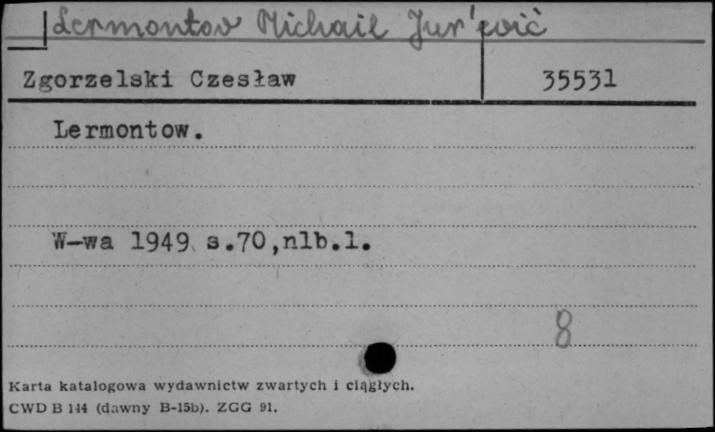 Lermontov Michail Jur'evič
Zgorzelski Czesław 35531
Lermontow.
W-wa 1949 s.70,nlb.1.
8
Karta katalogowa wydawnictw zwartych i ciągłych.
CWD B 144 (dawny B-15b). ZGG 91.